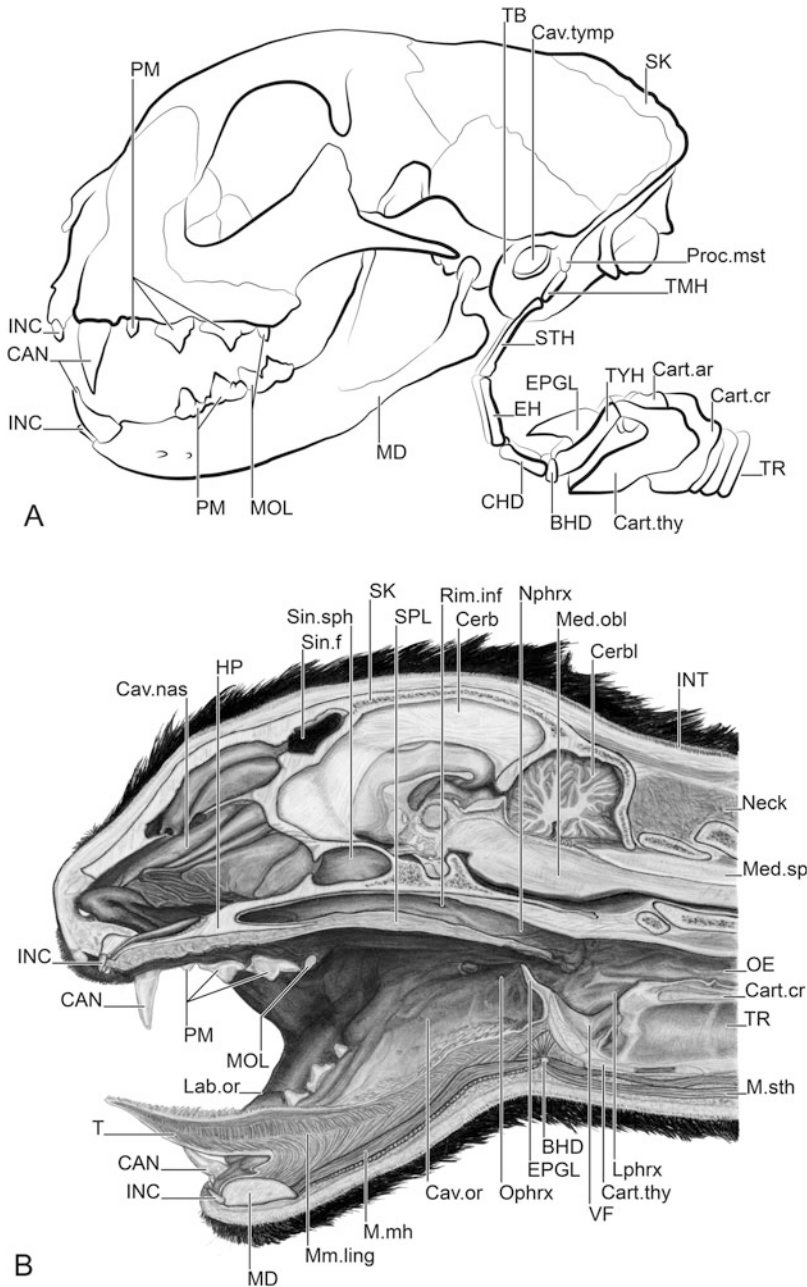 TB
Cav.tymp
PM
SK
Proc.mst
TMH
INC
STH
CAN
Cart.ar
TYH
EPGL
Cart.cr
EH
INC
MD
TR
CHD
PM
MOL
BHD
Cart.thy
A
Rim.inf
Nphrx
SK
Sin.sph
SPL
Cerb
Med.obl
Sin.f
Cerbl
HP
INT
Cav.nas
Neck
Med.sp
INC
OE
CAN
Cart.cr
PM
TR
MOL
Lab.or
M.sth
T
BHD
CAN
EPGL
Lphrx
INC
Cav.or
Ophrx
Cart.thy
M.mh
VF
Mm.ling
MD
B